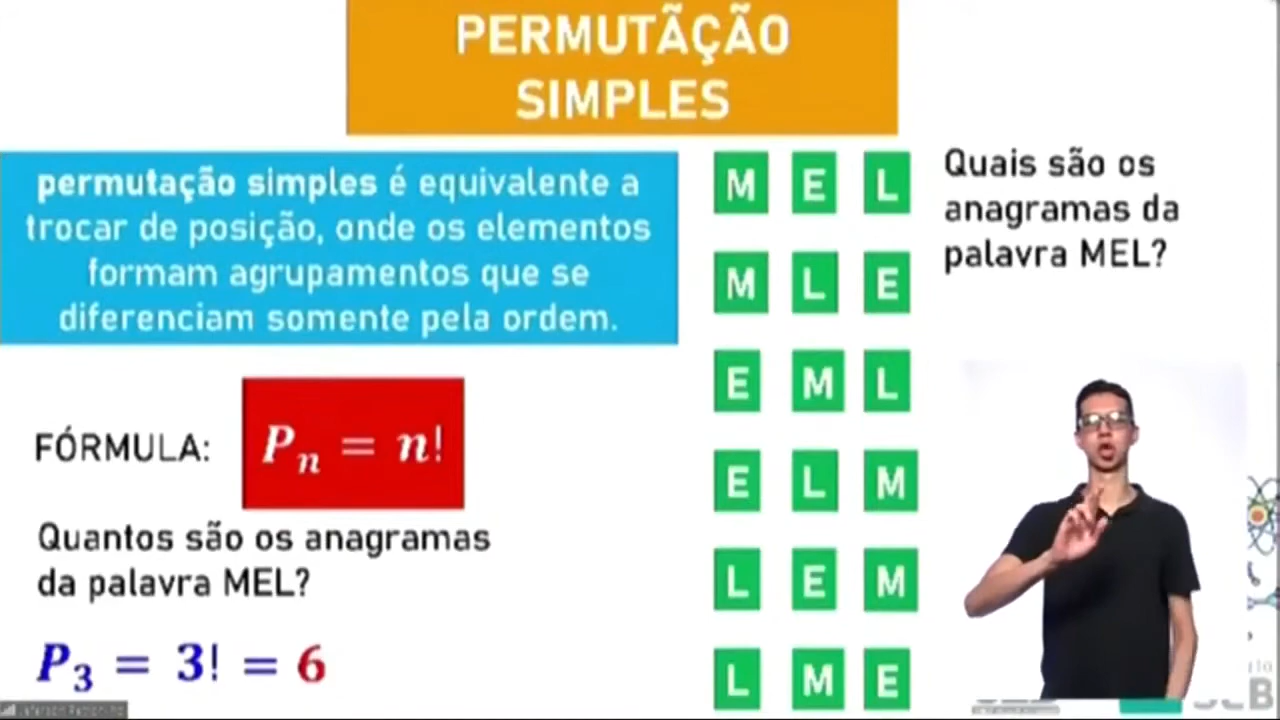 PERMUTÃÇÃO
SIMPLES
permutação simples é equivalente a
trocar de posição, onde os elementos
formam agrupamentos que se
diferenciam somente pela ordem.
FÓRMULA: Pₙ = n!
Quantos são os anagramas
da palavra MEL?
P₃ = 3! = 6
M E L
M L E
E M L
E L M
L E M
L M E
Quais são os
anagramas da
palavra MEL?